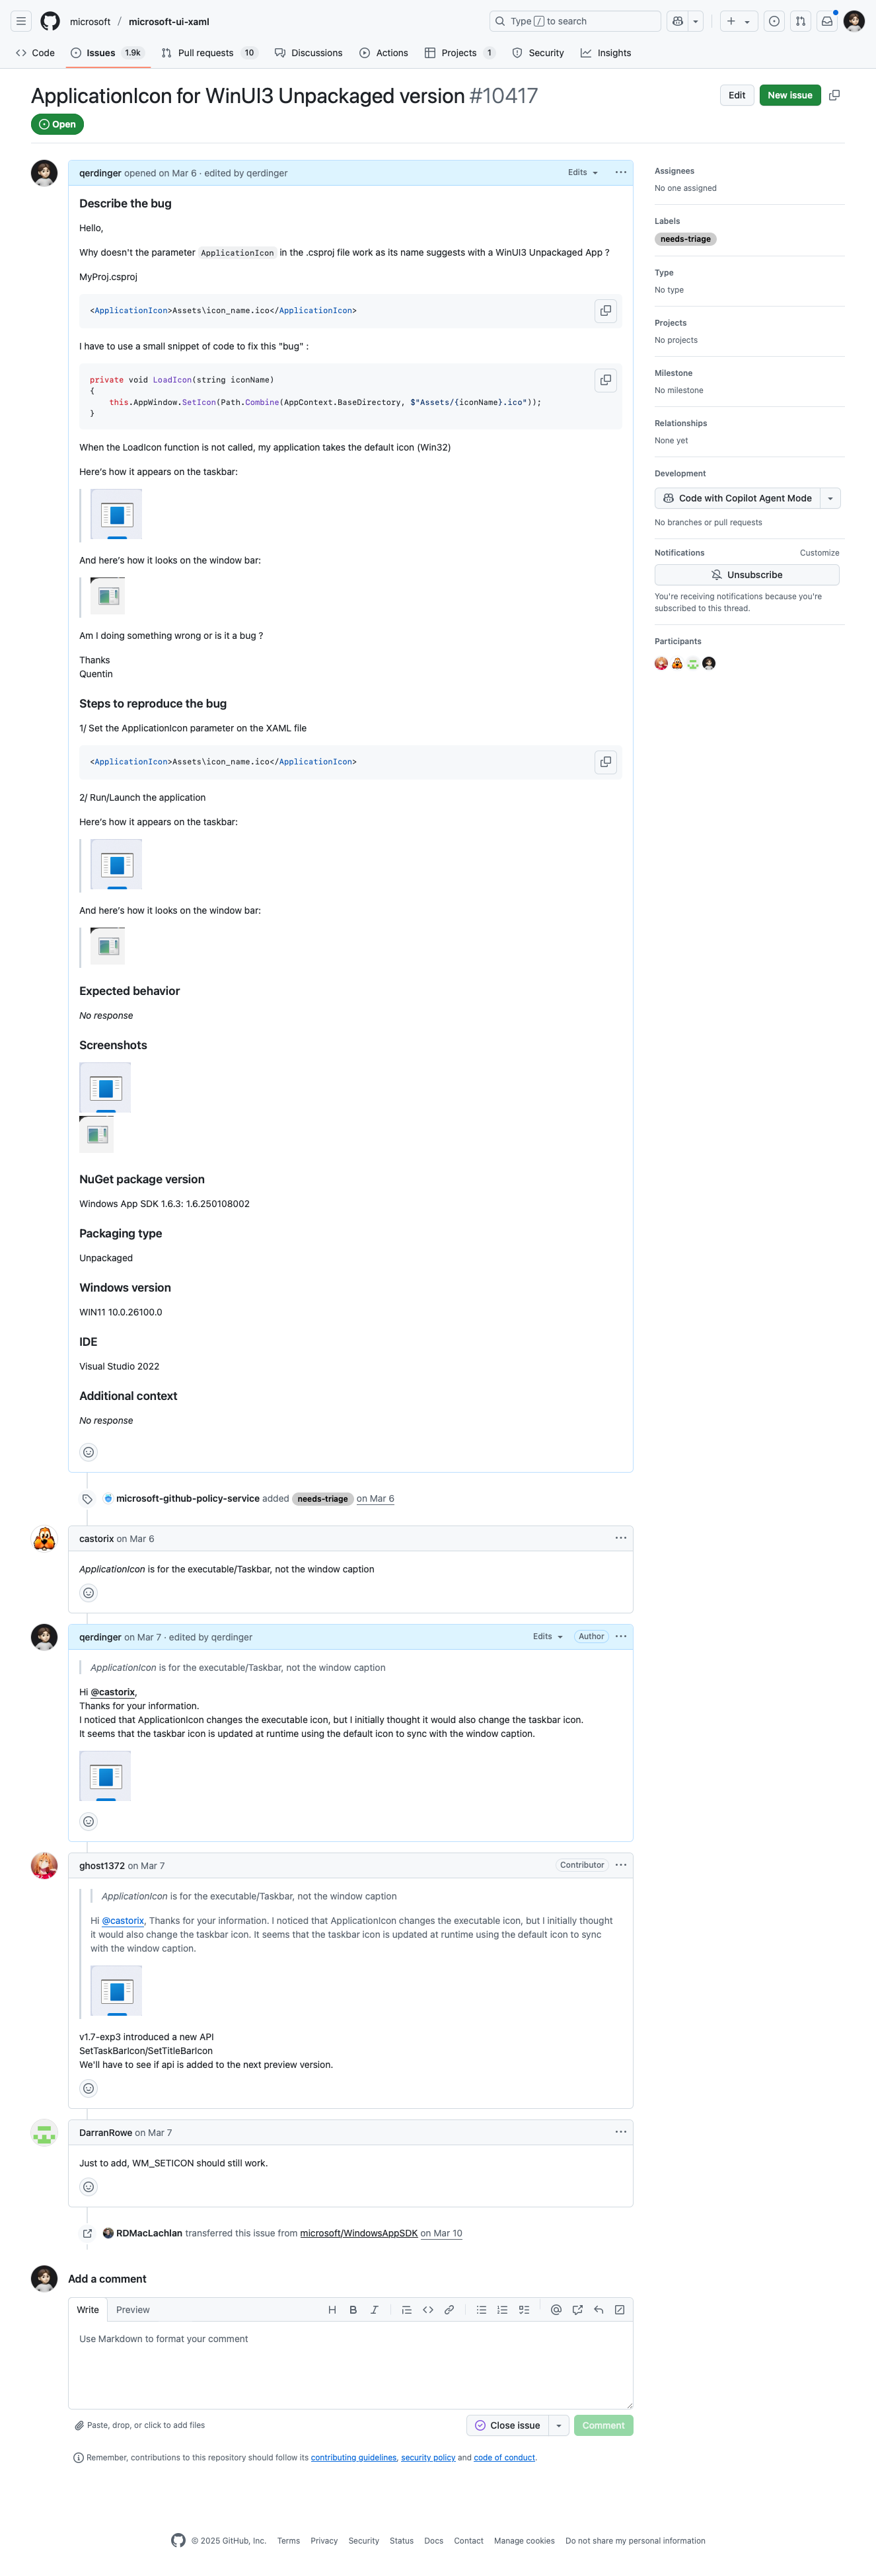 microsoft / microsoft-ui-xaml
Type / to search
Code
Issues 1.9k
Pull requests 10
Discussions
Actions
Projects 1
Security
Insights
ApplicationIcon for WinUI3 Unpackaged version #10417
Edit
New issue
Open
qerdinger opened on Mar 6 · edited by qerdinger
Edits
Describe the bug
Hello,
Why doesn't the parameter ApplicationIcon in the .csproj file work as its name suggests with a WinUI3 Unpackaged App ?
MyProj.csproj
<ApplicationIcon>Assets\icon_name.ico</ApplicationIcon>
I have to use a small snippet of code to fix this "bug" :
private void LoadIcon(string iconName)
{
this.AppWindow.SetIcon(Path.Combine(AppContext.BaseDirectory, $"Assets/{iconName}.ico"));
}
When the LoadIcon function is not called, my application takes the default icon (Win32)
Here's how it appears on the taskbar:
And here's how it looks on the window bar:
Am I doing something wrong or is it a bug ?
Thanks
Quentin
Steps to reproduce the bug
1/ Set the ApplicationIcon parameter on the XAML file
<ApplicationIcon>Assets\icon_name.ico</ApplicationIcon>
2/ Run/Launch the application
Here's how it appears on the taskbar:
And here's how it looks on the window bar:
Expected behavior
No response
Screenshots
NuGet package version
Windows App SDK 1.6.3: 1.6.250108002
Packaging type
Unpackaged
Windows version
WIN11 10.0.26100.0
IDE
Visual Studio 2022
Additional context
No response
Assignees
No one assigned
Labels
needs-triage
Type
No type
Projects
No projects
Milestone
No milestone
Relationships
None yet
Development
Code with Copilot Agent Mode
No branches or pull requests
Notifications
Customize
Unsubscribe
You're receiving notifications because you're
subscribed to this thread.
Participants
microsoft-github-policy-service added needs-triage on Mar 6
castorix on Mar 6
ApplicationIcon is for the executable/Taskbar, not the window caption
qerdinger on Mar 7 · edited by qerdinger
Edits
Author
ApplicationIcon is for the executable/Taskbar, not the window caption
Hi @castorix,
Thanks for your information.
I noticed that ApplicationIcon changes the executable icon, but I initially thought it would also change the taskbar icon.
It seems that the taskbar icon is updated at runtime using the default icon to sync with the window caption.
ghost1372 on Mar 7
Contributor
ApplicationIcon is for the executable/Taskbar, not the window caption
Hi @castorix, Thanks for your information. I noticed that ApplicationIcon changes the executable icon, but I initially thought
it would also change the taskbar icon. It seems that the taskbar icon is updated at runtime using the default icon to sync
with the window caption.
v1.7-exp3 introduced a new API
SetTaskBarIcon/SetTitleBarIcon
We'll have to see if api is added to the next preview version.
DarranRowe on Mar 7
Just to add, WM_SETICON should still work.
RDMacLachlan transferred this issue from microsoft/WindowsAppSDK on Mar 10
Add a comment
Write
Preview
Use Markdown to format your comment
Paste, drop, or click to add files
Close issue
Comment
Remember, contributions to this repository should follow its contributing guidelines, security policy and code of conduct.
© 2025 GitHub, Inc.
Terms
Privacy
Security
Status
Docs
Contact
Manage cookies
Do not share my personal information